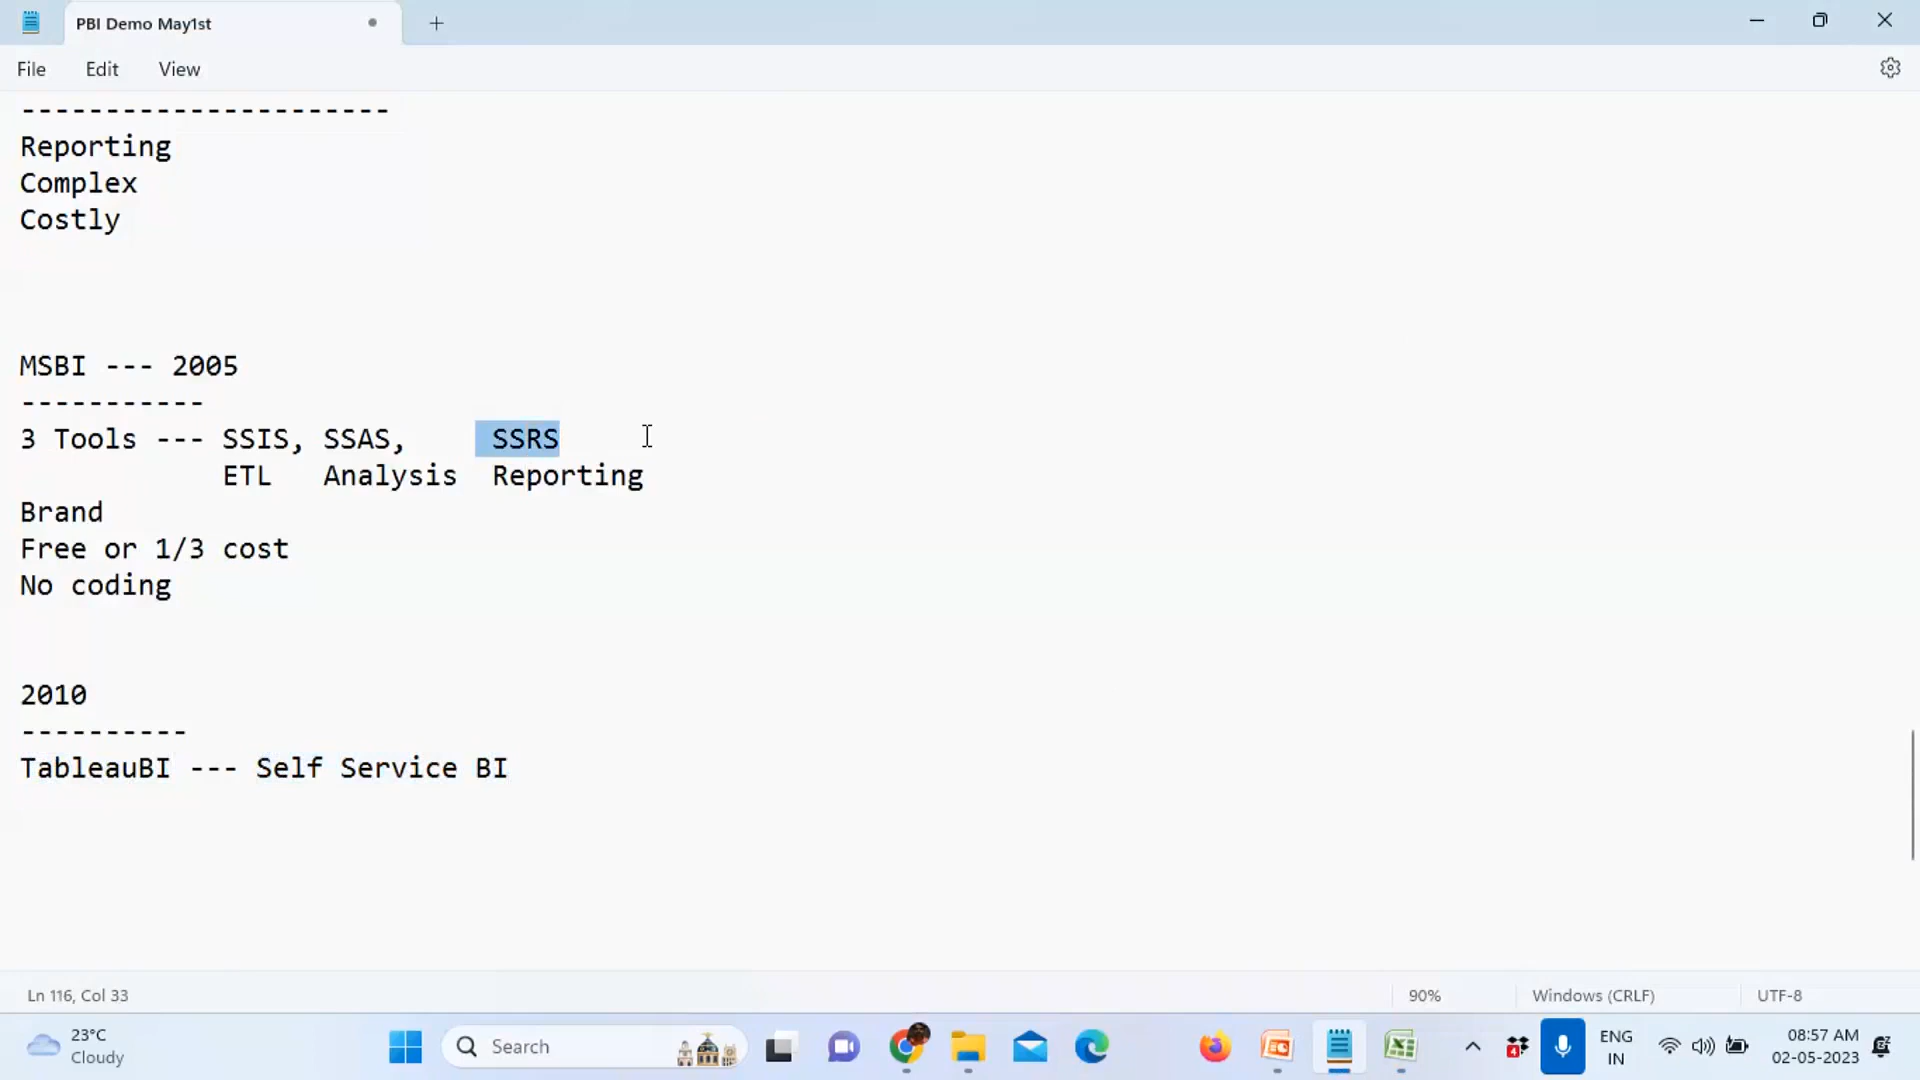 PBI Demo May1st
File Edit View
----------------------
Reporting
Complex
Costly
MSBI --- 2005
-----------
3 Tools --- SSIS, SSAS, SSRS
ETL Analysis Reporting
Brand
Free or 1/3 cost
No coding
2010
----------
TableauBI --- Self Service BI
Ln 116, Col 33 90% Windows (CRLF) UTF-8
23°C
Cloudy
Search
4
ENG
IN
08:57 AM
02-05-2023